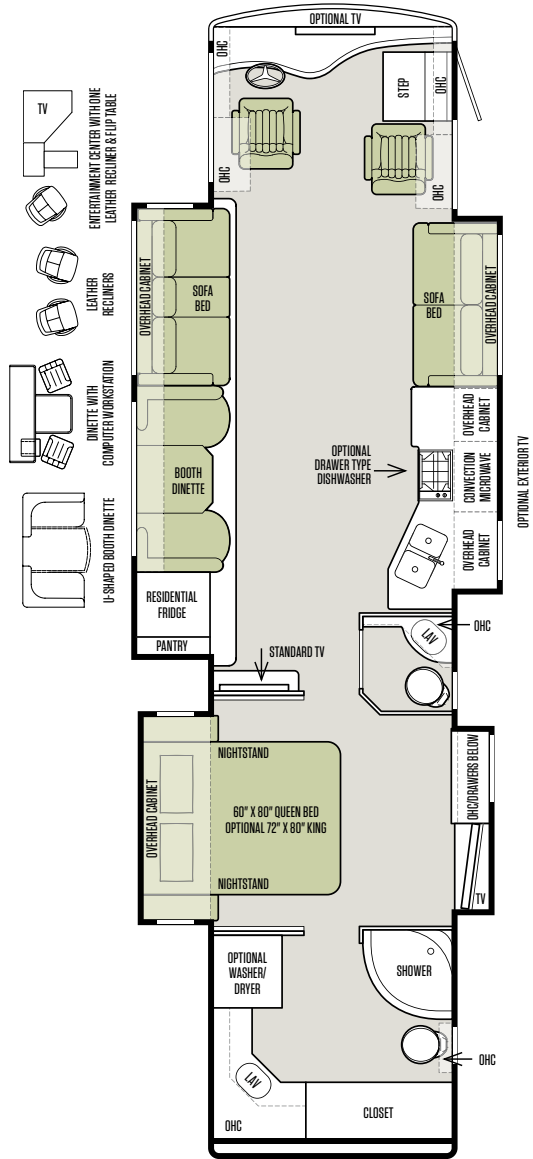 OPTIONAL TV
OHC
OHC
STEP
OHC
OHC
TV
ENTERTAINMENT CENTER WITH ONE
LEATHER RECLINER & FLIP TABLE
LEATHER
RECLINERS
DINETTE WITH
COMPUTER WORKSTATION
U-SHAPED BOOTH DINETTE
OVERHEAD CABINET
SOFA
BED
BOOTH
DINETTE
RESIDENTIAL
FRIDGE
PANTRY
SOFA
BED
OVERHEAD CABINET
OPTIONAL
DRAWER TYPE
DISHWASHER
OVERHEAD
CABINET
CONVECTION
MICROWAVE
OVERHEAD
CABINET
OPTIONAL EXTERIOR TV
LAV
OHC
STANDARD TV
OVERHEAD CABINET
NIGHTSTAND
60" X 80" QUEEN BED
OPTIONAL 72" X 80" KING
NIGHTSTAND
OHC/DRAWERS BELOW
TV
OPTIONAL
WASHER/
DRYER
SHOWER
LAV
OHC
OHC
CLOSET